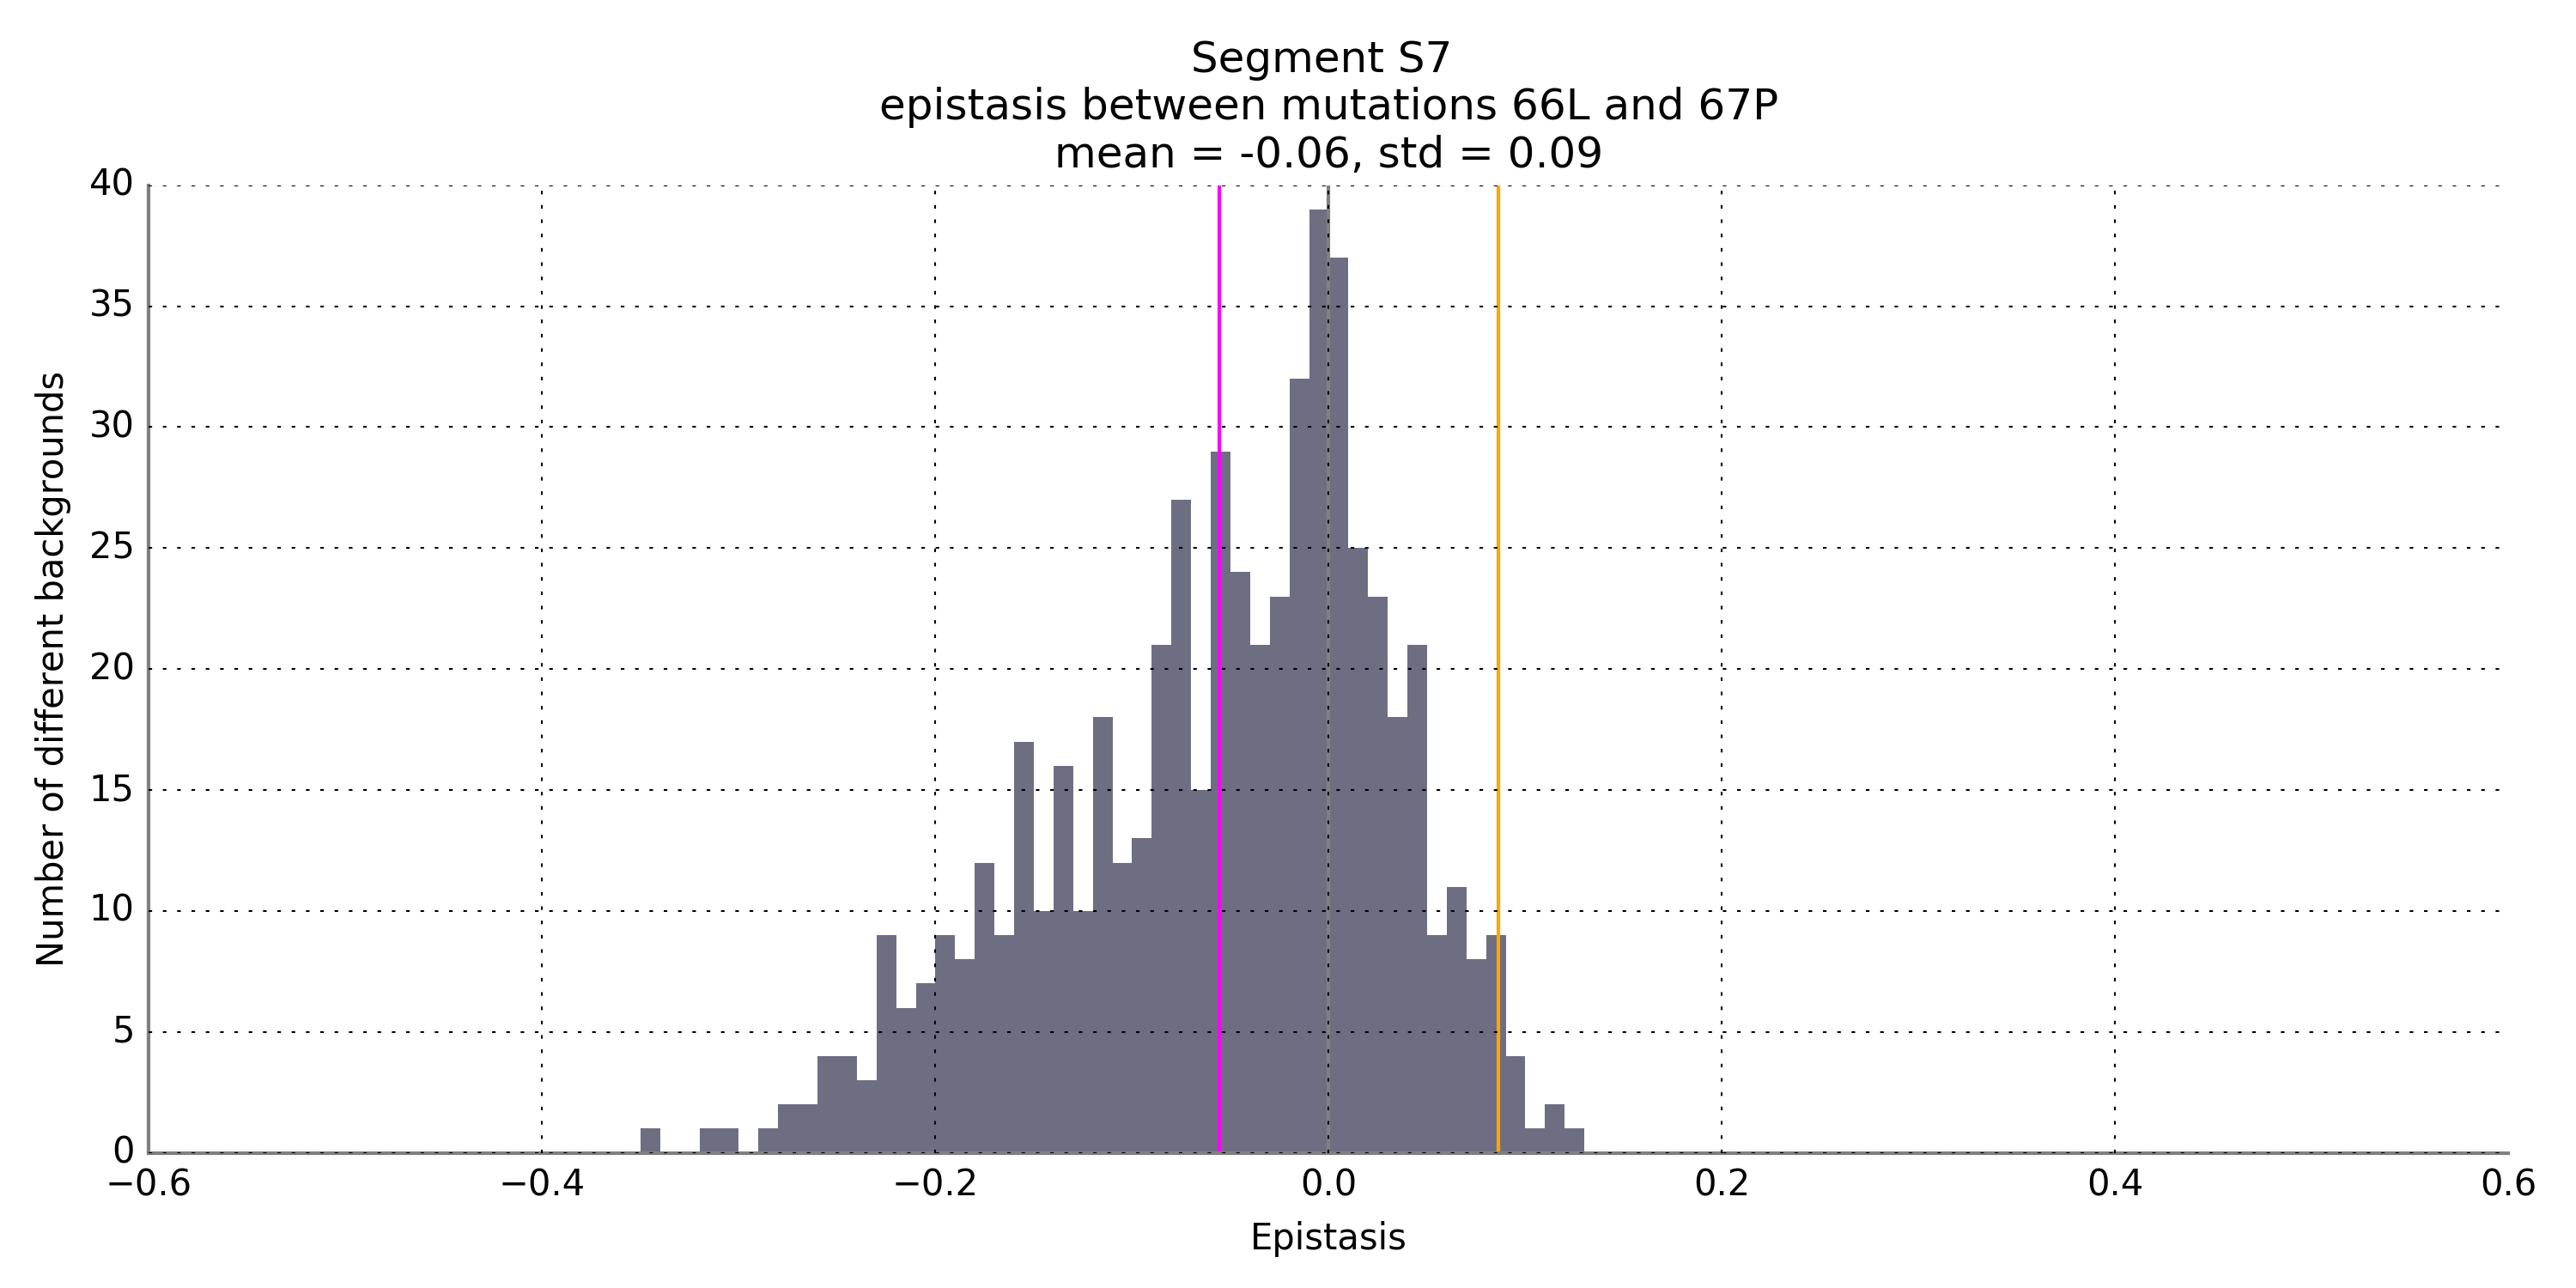 Segment S7
epistasis between mutations 66L and 67P
mean = -0.06, std = 0.09
40
35
30
25
20
15
10
5
0
Number of different backgrounds
−0.6 −0.4 −0.2 0.0 0.2 0.4 0.6
Epistasis